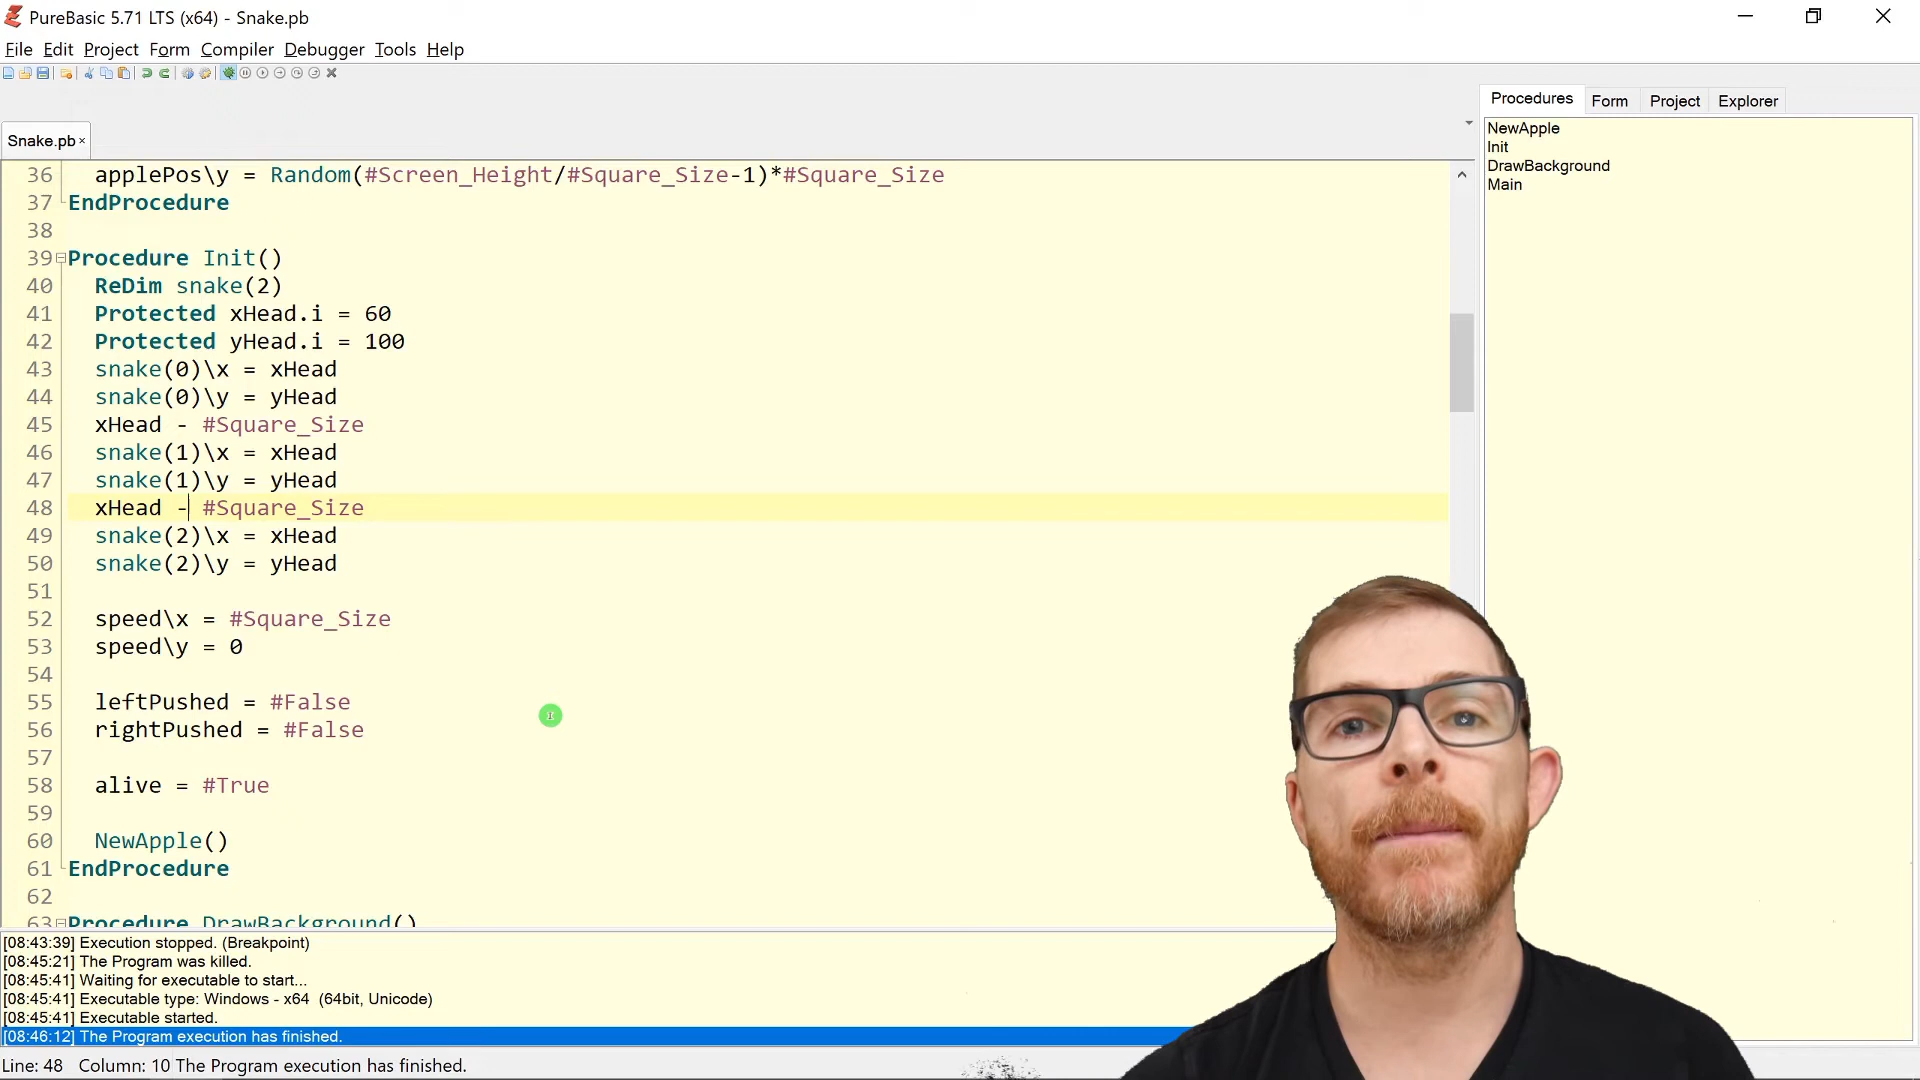 PureBasic 5.71 LTS (x64) - Snake.pb
File Edit Project Form Compiler Debugger Tools Help
Procedures Form Project Explorer
Snake.pb
NewApple
Init
DrawBackground
Main
36 applePos\y = Random(#Screen_Height/#Square_Size-1)*#Square_Size
37 EndProcedure
38
39 Procedure Init()
40 ReDim snake(2)
41 Protected xHead.i = 60
42 Protected yHead.i = 100
43 snake(0)\x = xHead
44 snake(0)\y = yHead
45 xHead - #Square_Size
46 snake(1)\x = xHead
47 snake(1)\y = yHead
48 xHead - #Square_Size
49 snake(2)\x = xHead
50 snake(2)\y = yHead
51
52 speed\x = #Square_Size
53 speed\y = 0
54
55 leftPushed = #False
56 rightPushed = #False
57
58 alive = #True
59
60 NewApple()
61 EndProcedure
62
63 Procedure DrawBackground()
[08:43:39] Execution stopped. (Breakpoint)
[08:45:21] The Program was killed.
[08:45:41] Waiting for executable to start...
[08:45:41] Executable type: Windows - x64 (64bit, Unicode)
[08:45:41] Executable started.
[08:46:12] The Program execution has finished.
Line: 48 Column: 10 The Program execution has finished.